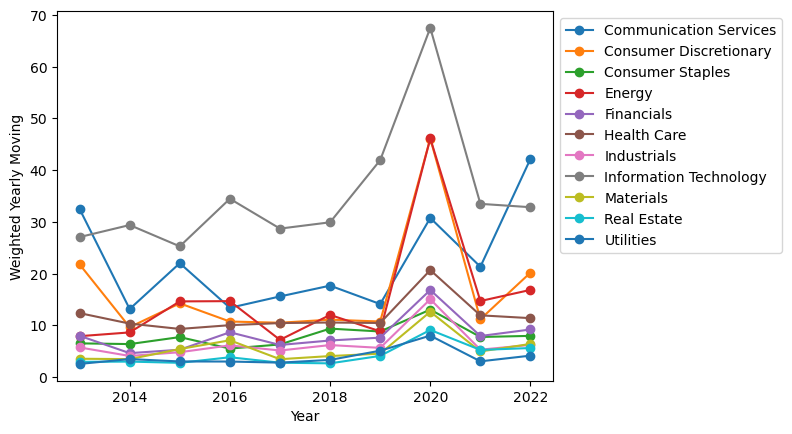 70
60
50
40
30
20
10
0
Weighted Yearly Moving
2014
2016
2018
2020
2022
Year
Communication Services
Consumer Discretionary
Consumer Staples
Energy
Financials
Health Care
Industrials
Information Technology
Materials
Real Estate
Utilities